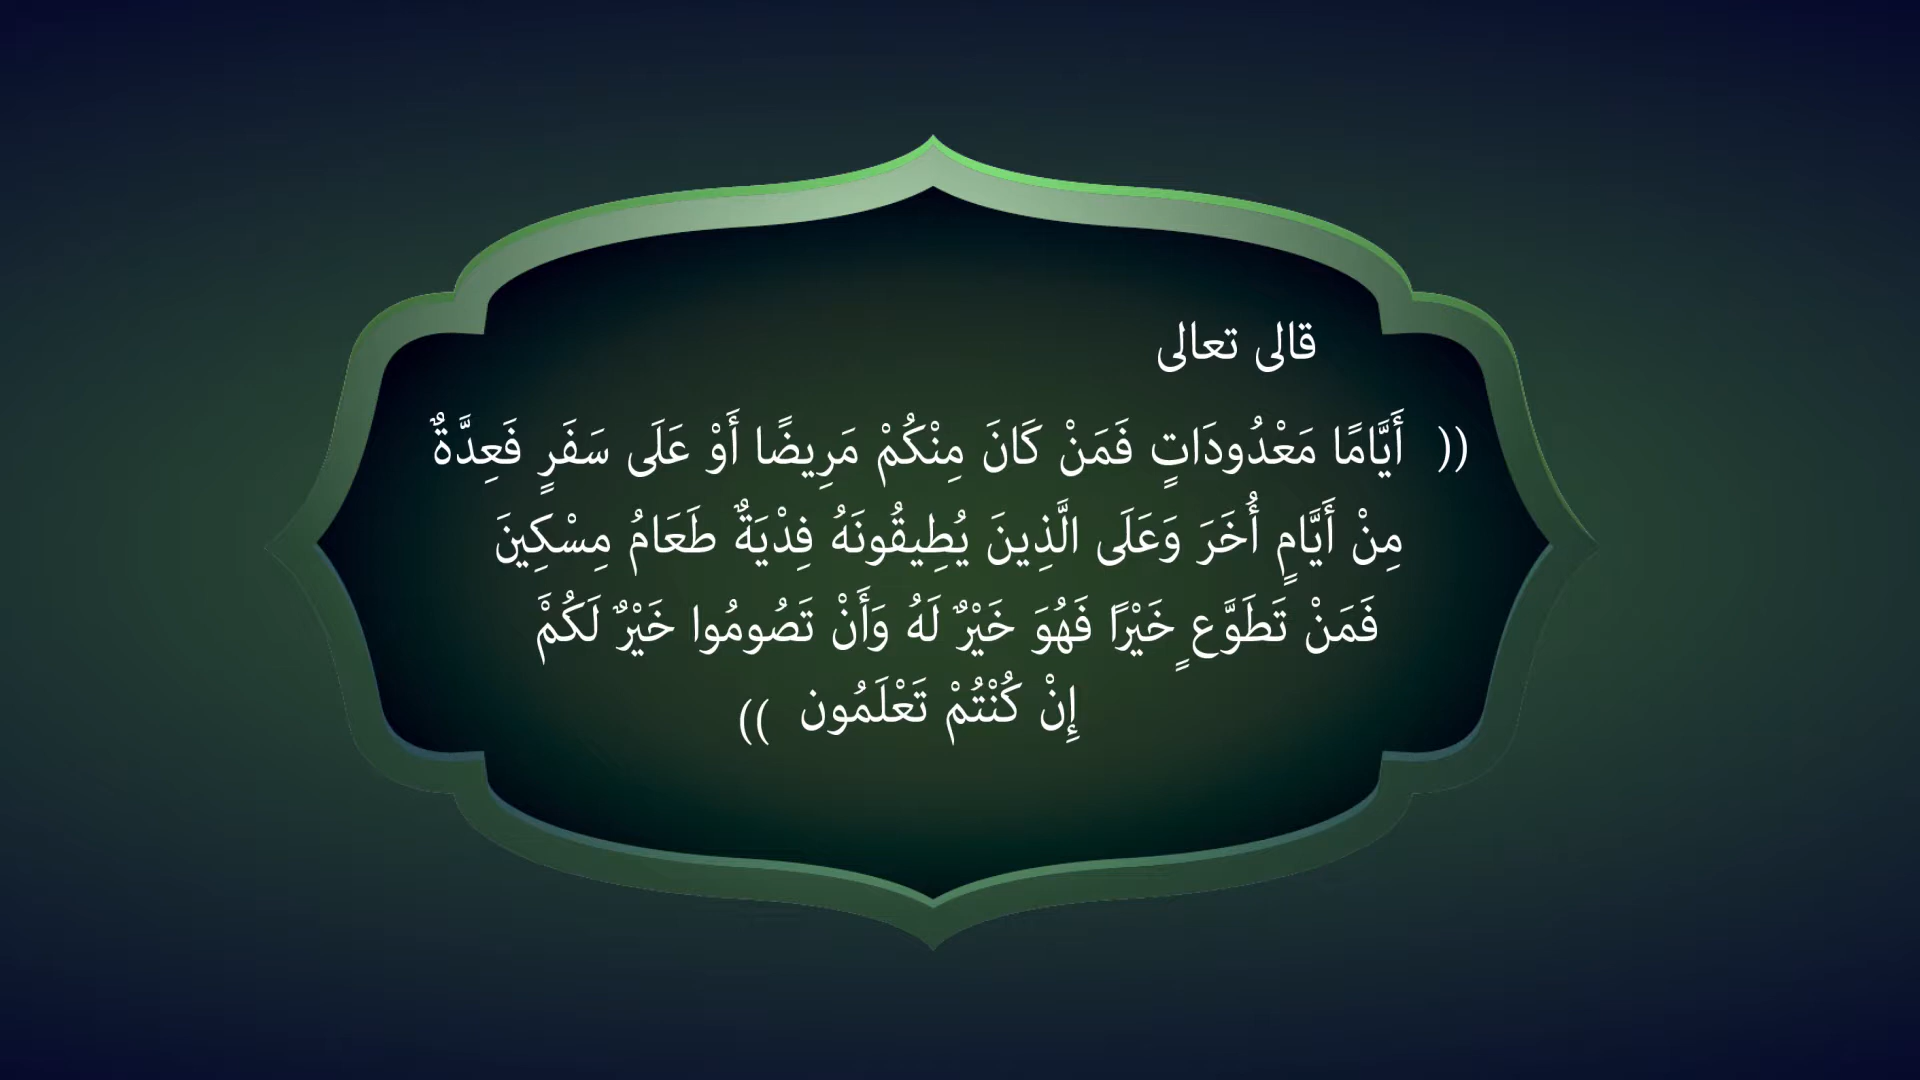 قالى تعالى
(( أَيَّامًا مَعْدُودَاتٍ فَمَنْ كَانَ مِنْكُمْ مَرِيضًا أَوْ عَلَى سَفَرٍ فَعِدَّةٌ
مِنْ أَيَّامٍ أُخَرَ وَعَلَى الَّذِينَ يُطِيقُونَهُ فِدْيَةٌ طَعَامُ مِسْكِينَ
فَمَنْ تَطَوَّع ٍخَيْرًا فَهُوَ خَيْرٌ لَهُ وَأَنْ تَصُومُوا خَيْرٌ لَكُمْ
إِنْ كُنْتُمْ تَعْلَمُون ))